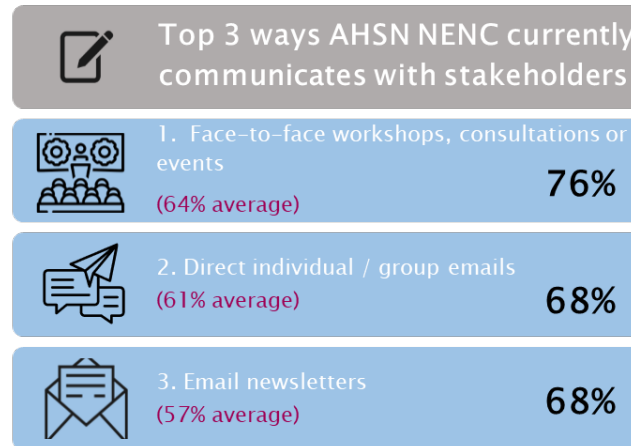 Top 3 ways AHSN NENC currently
communicates with stakeholders
1. Face-to-face workshops, consultations or
events
76%
(64% average)
2. Direct individual / group emails
(61% average)
68%
3. Email newsletters
(57% average)
68%